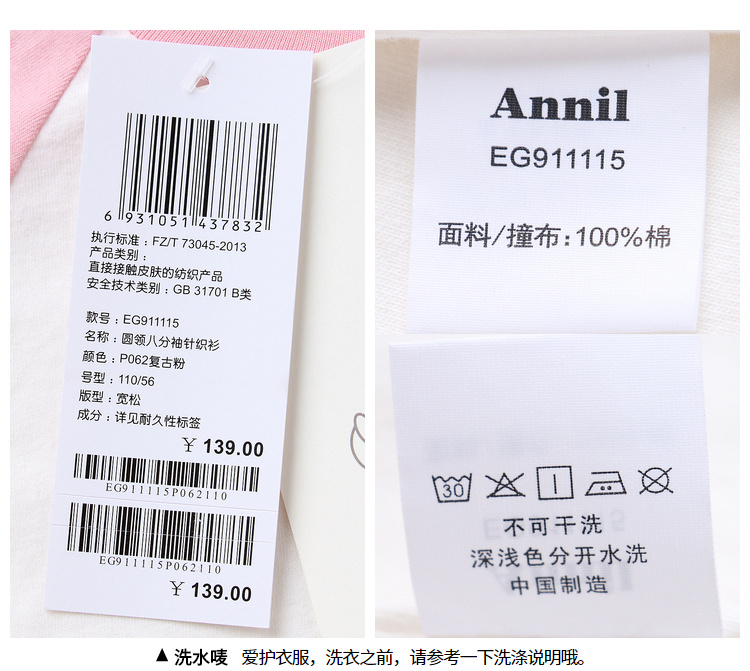 6 931051 437832
执行标准：FZ/T 73045-2013
产品类别：
直接接触皮肤的纺织产品
安全技术类别：GB 31701 B类
款号：EG911115
名称：圆领八分袖针织衫
颜色：P062复古粉
号型：110/56
版型：宽松
成分：详见耐久性标签
¥ 139.00
EG911115P062110
EG911115P062110
¥ 139.00
Annil
EG911115
面料/撞布:100%棉
30
不可干洗
深浅色分开水洗
中国制造
▲ 洗水唛 爱护衣服，洗衣之前，请参考一下洗涤说明哦。